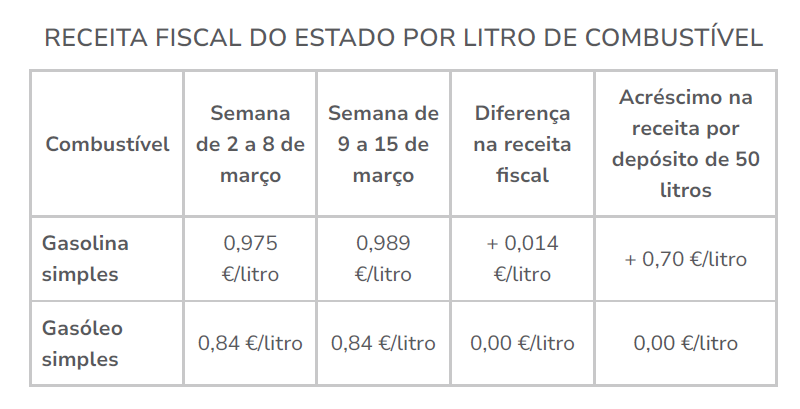 RECEITA FISCAL DO ESTADO POR LITRO DE COMBUSTÍVEL
Combustível
Semana
de 2 a 8 de
março
Semana de
9 a 15 de
março
Diferença
na receita
fiscal
Acréscimo na
receita por
depósito de 50
litros
Gasolina
simples
0,975
€/litro
0,989
€/litro
+ 0,014
€/litro
+ 0,70 €/litro
Gasóleo
simples
0,84 €/litro
0,84 €/litro
0,00 €/litro
0,00 €/litro